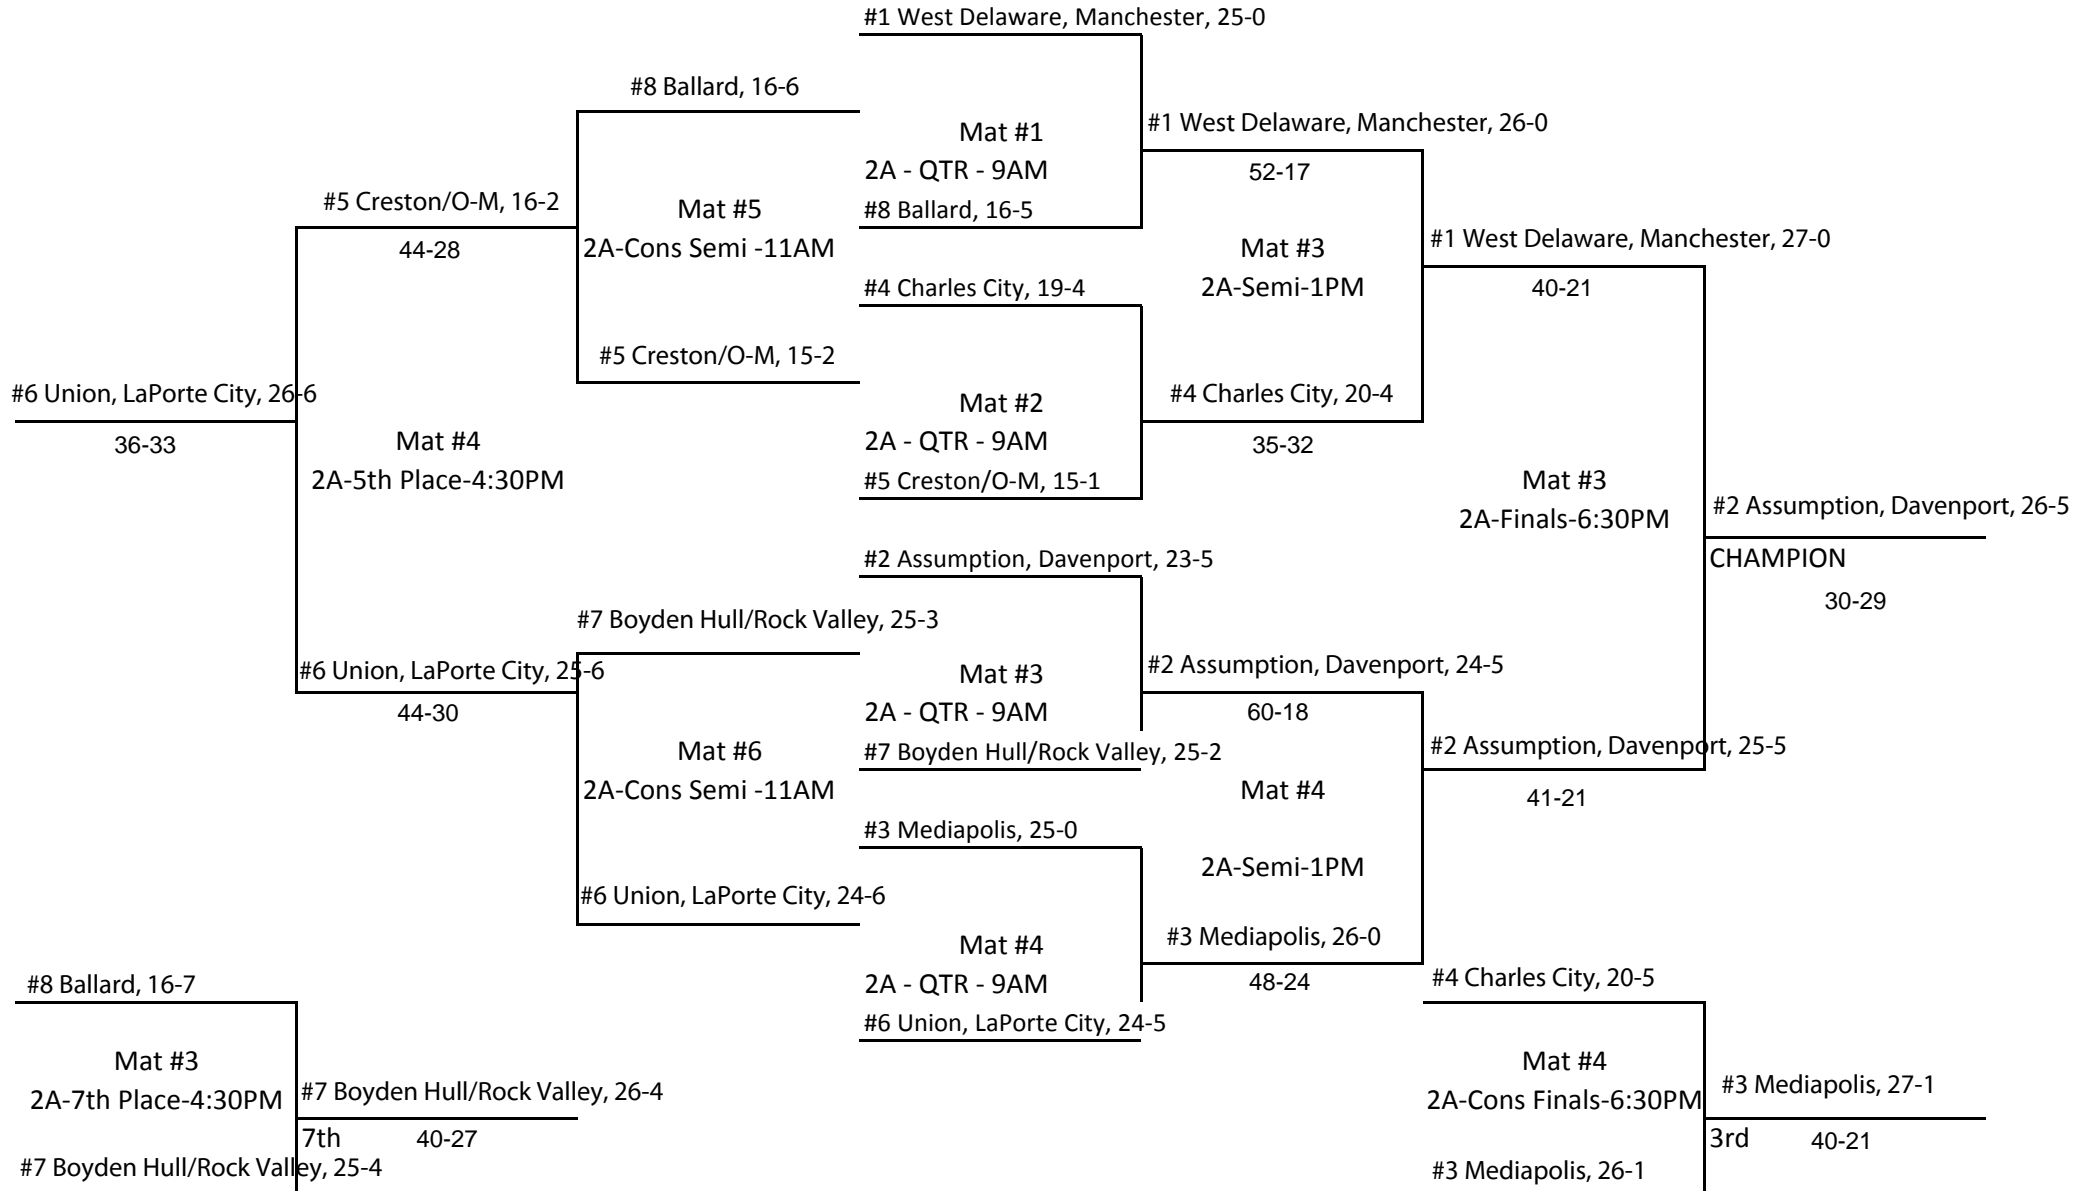 #1 West Delaware, Manchester, 25-0
#8 Ballard, 16-6
Mat #1
#1 West Delaware, Manchester, 26-0
2A - QTR - 9AM
52-17
#5 Creston/O-M, 16-2
Mat #5
#8 Ballard, 16-5
44-28
2A-Cons Semi -11AM
Mat #3
#1 West Delaware, Manchester, 27-0
#4 Charles City, 19-4
2A-Semi-1PM
40-21
#5 Creston/O-M, 15-2
#6 Union, LaPorte City, 26-6
Mat #2
#4 Charles City, 20-4
36-33
Mat #4
2A - QTR - 9AM
35-32
2A-5th Place-4:30PM
#5 Creston/O-M, 15-1
Mat #3
2A-Finals-6:30PM
#2 Assumption, Davenport, 26-5
#2 Assumption, Davenport, 23-5
CHAMPION
30-29
#7 Boyden Hull/Rock Valley, 25-3
#6 Union, LaPorte City, 25-6
Mat #3
#2 Assumption, Davenport, 24-5
44-30
2A - QTR - 9AM
60-18
Mat #6
#7 Boyden Hull/Rock Valley, 25-2
#2 Assumption, Davenport, 25-5
2A-Cons Semi -11AM
Mat #4
41-21
#3 Mediapolis, 25-0
2A-Semi-1PM
#6 Union, LaPorte City, 24-6
Mat #4
#3 Mediapolis, 26-0
#8 Ballard, 16-7
2A - QTR - 9AM
48-24
#4 Charles City, 20-5
#6 Union, LaPorte City, 24-5
Mat #3
Mat #4
2A-7th Place-4:30PM
#7 Boyden Hull/Rock Valley, 26-4
2A-Cons Finals-6:30PM
#3 Mediapolis, 27-1
7th
40-27
3rd
40-21
#7 Boyden Hull/Rock Valley, 25-4
#3 Mediapolis, 26-1